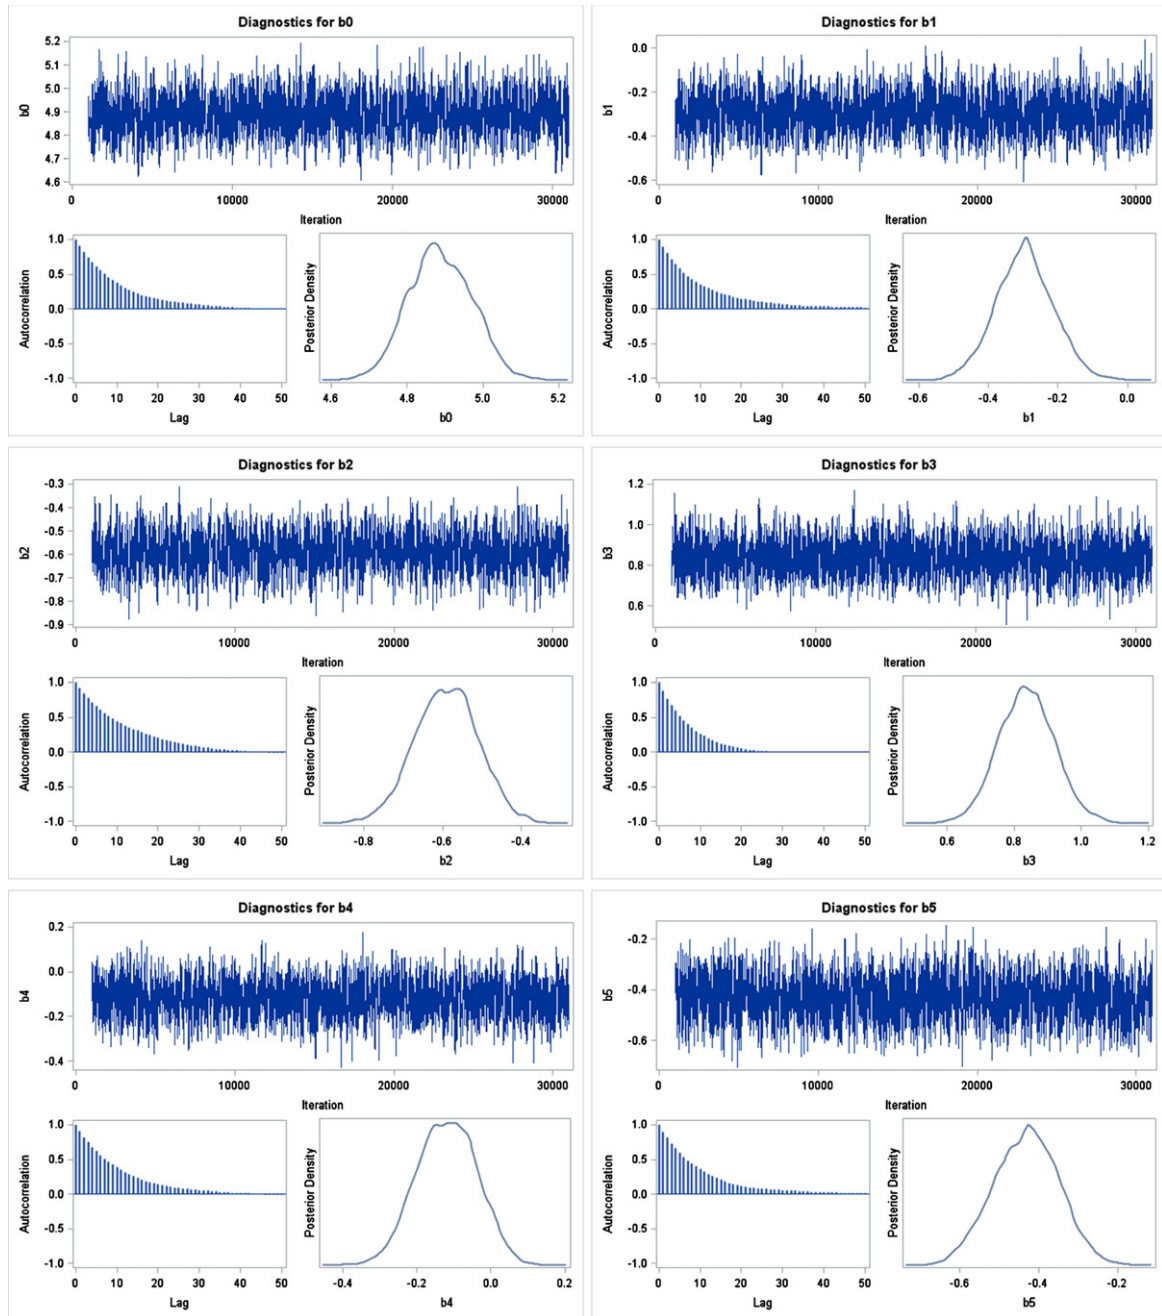 Diagnostics for b0
b0
5.2
5.1
5.0
4.9
4.8
4.7
4.6
0 10000 20000 30000
Iteration
Autocorrelation
1.0
0.5
0.0
-0.5
-1.0
0 10 20 30 40 50
Lag
Posterior Density
4.6 4.8 5.0 5.2
b0
Diagnostics for b1
b1
0.0
-0.2
-0.4
-0.6
0 10000 20000 30000
Iteration
Autocorrelation
1.0
0.5
0.0
-0.5
-1.0
0 10 20 30 40 50
Lag
Posterior Density
-0.6 -0.4 -0.2 0.0
b1
Diagnostics for b2
b2
-0.3
-0.4
-0.5
-0.6
-0.7
-0.8
-0.9
0 10000 20000 30000
Iteration
Autocorrelation
1.0
0.5
0.0
-0.5
-1.0
0 10 20 30 40 50
Lag
Posterior Density
-0.8 -0.6 -0.4
b2
Diagnostics for b3
b3
1.2
1.0
0.8
0.6
0 10000 20000 30000
Iteration
Autocorrelation
1.0
0.5
0.0
-0.5
-1.0
0 10 20 30 40 50
Lag
Posterior Density
0.6 0.8 1.0 1.2
b3
Diagnostics for b4
b4
0.2
0.0
-0.2
-0.4
0 10000 20000 30000
Iteration
Autocorrelation
1.0
0.5
0.0
-0.5
-1.0
0 10 20 30 40 50
Lag
Posterior Density
-0.4 -0.2 0.0 0.2
b4
Diagnostics for b5
b5
-0.2
-0.4
-0.6
0 10000 20000 30000
Iteration
Autocorrelation
1.0
0.5
0.0
-0.5
-1.0
0 10 20 30 40 50
Lag
Posterior Density
-0.6 -0.4 -0.2
b5